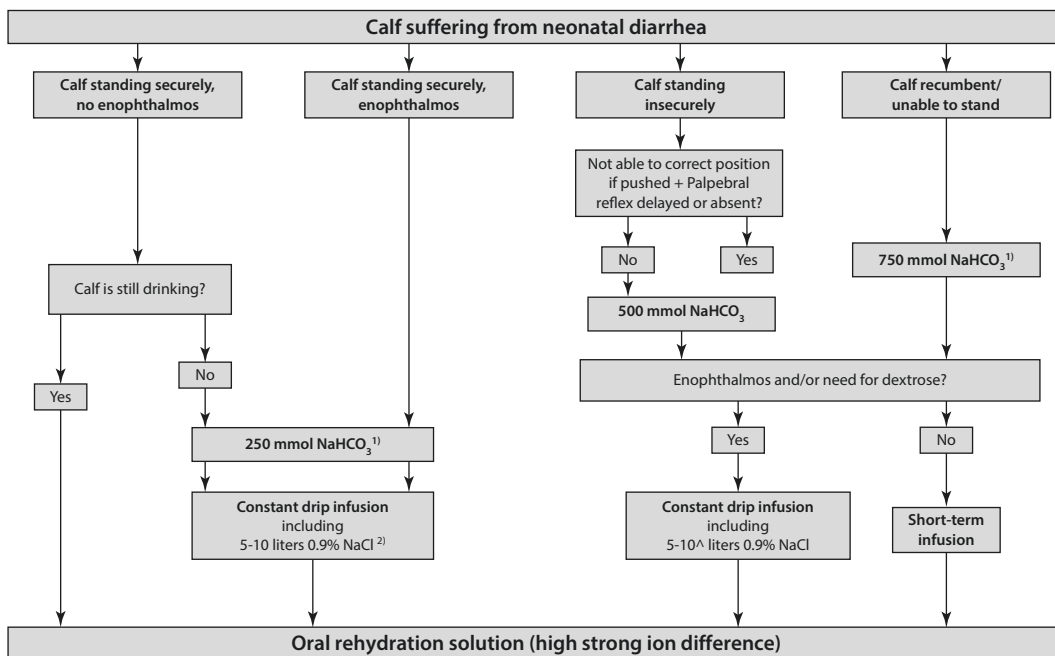 Calf suffering from neonatal diarrhea
Calf standing securely,
no enophthalmos
Calf standing securely,
enophthalmos
Calf standing
insecurely
Calf recumbent/
unable to stand
Not able to correct position
if pushed + Palpebral
reflex delayed or absent?
No
Yes
750 mmol NaHCO₃¹⁾
Calf is still drinking?
500 mmol NaHCO₃
No
Yes
Enophthalmos and/or need for dextrose?
250 mmol NaHCO₃¹⁾
Yes
No
Constant drip infusion
including
5-10 liters 0.9% NaCl ²⁾
Constant drip infusion
including
5-10^ liters 0.9% NaCl
Short-term
infusion
Oral rehydration solution (high strong ion difference)